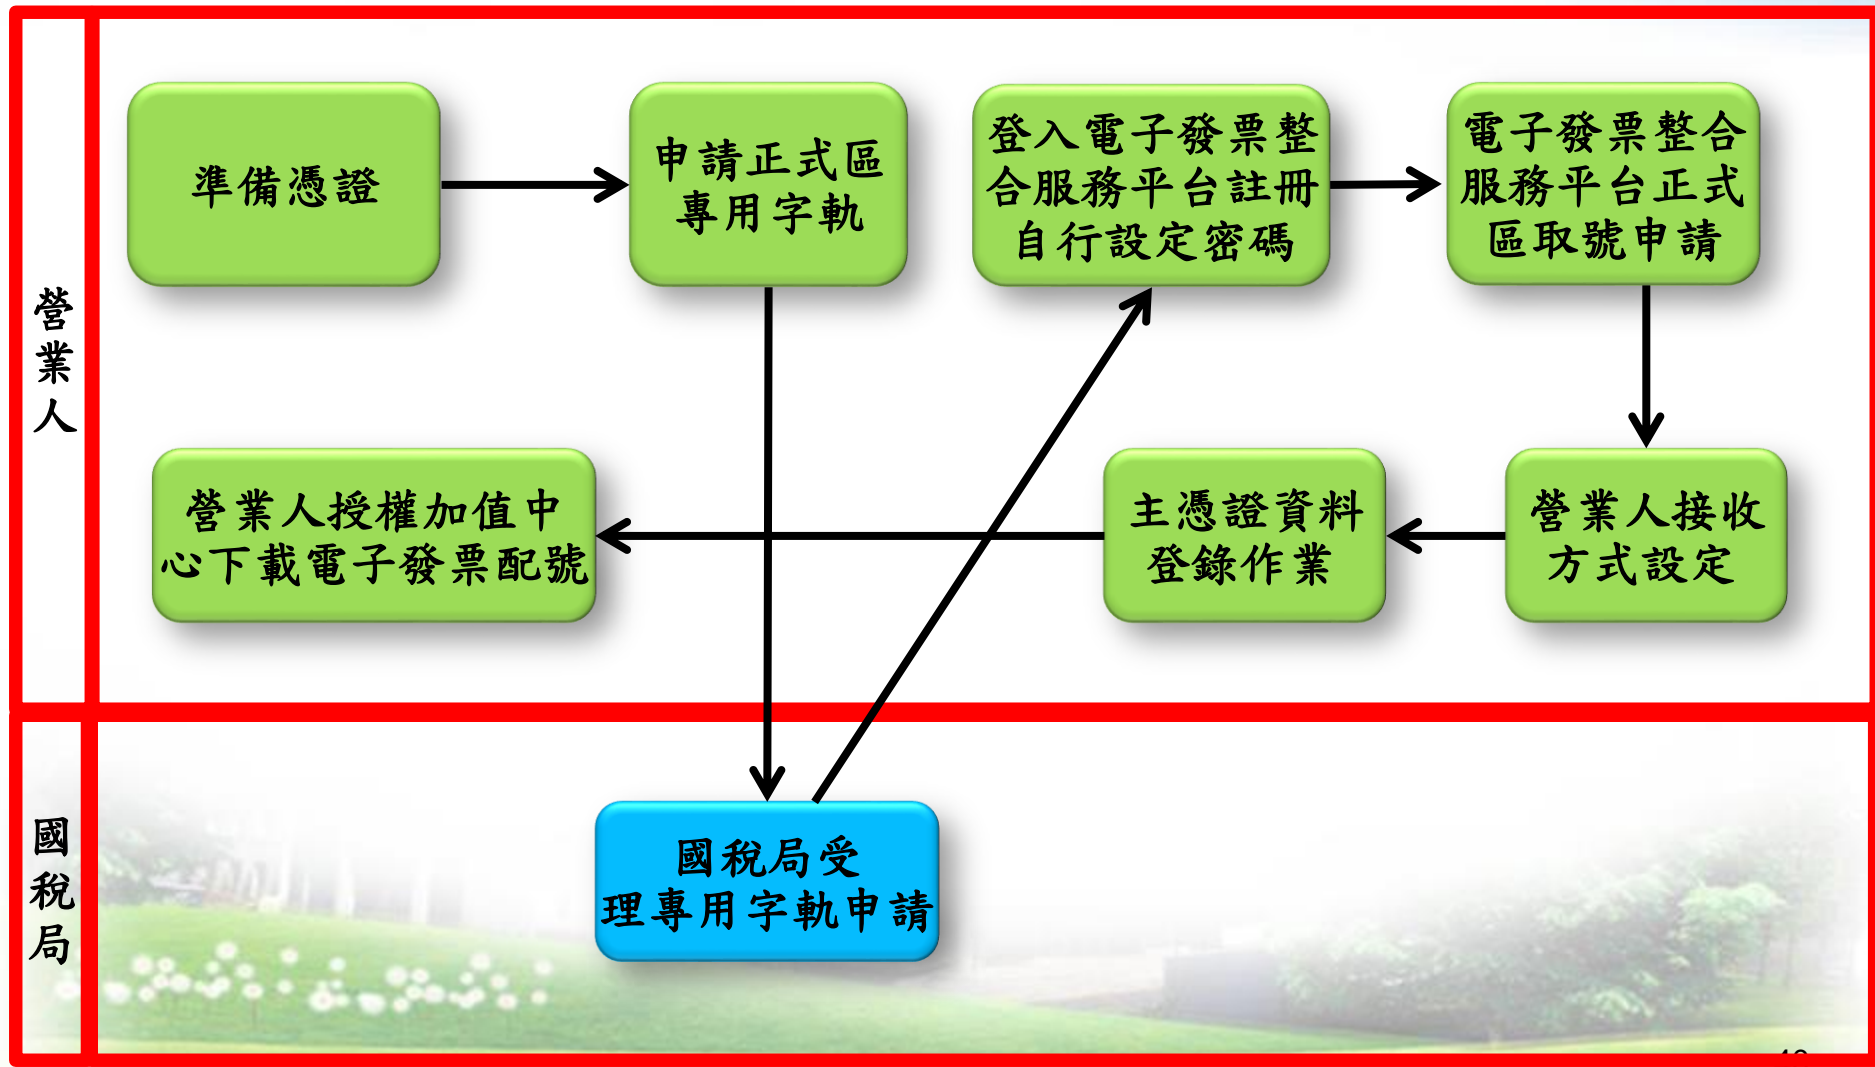 營業人
準備憑證
申請正式區
專用字軌
登入電子發票整
合服務平台註冊
自行設定密碼
電子發票整合
服務平台正式
區取號申請
營業人授權加值中
心下載電子發票配號
主憑證資料
登錄作業
營業人接收
方式設定
國稅局
國稅局受
理專用字軌申請